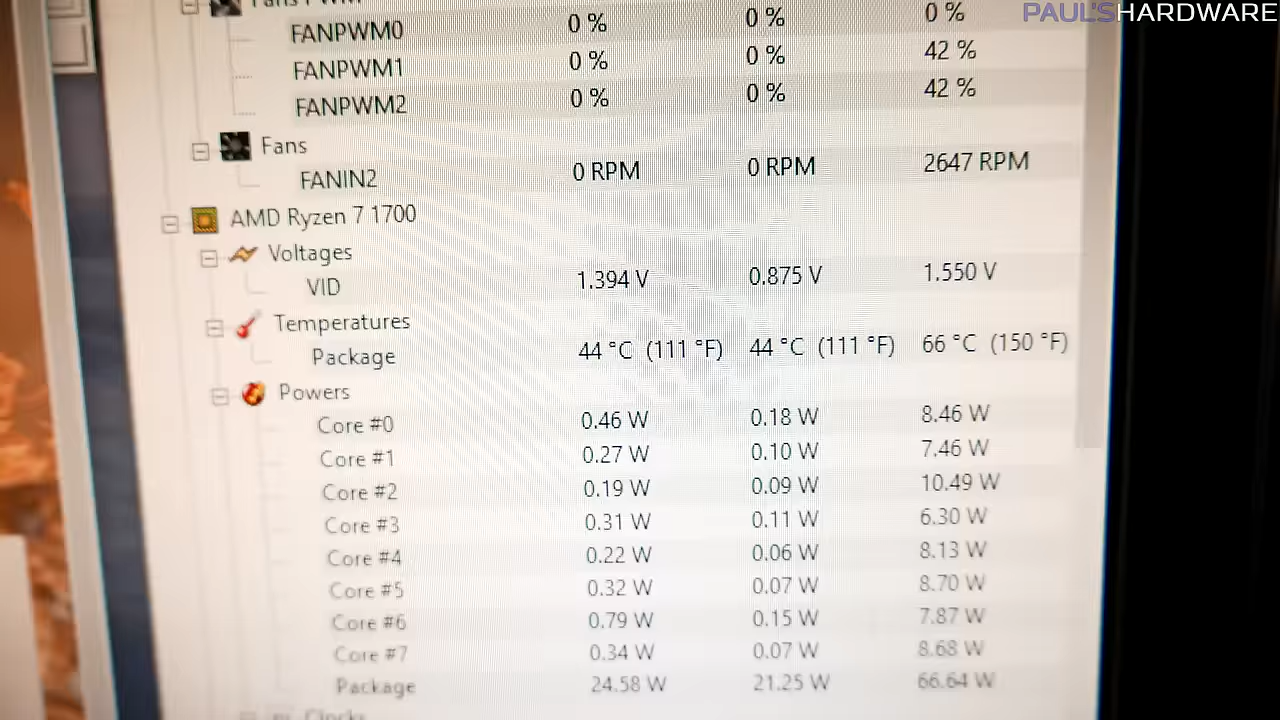 PAUL'SHARDWARE
Fans PWM
FANPWM0 0 % 0 % 0 %
FANPWM1 0 % 0 % 42 %
FANPWM2 0 % 0 % 42 %
Fans
FANIN2 0 RPM 0 RPM 2647 RPM
AMD Ryzen 7 1700
Voltages
VID 1.394 V 0.875 V 1.550 V
Temperatures
Package 44 °C (111 °F) 44 °C (111 °F) 66 °C (150 °F)
Powers
Core #0 0.46 W 0.18 W 8.46 W
Core #1 0.27 W 0.10 W 7.46 W
Core #2 0.19 W 0.09 W 10.49 W
Core #3 0.31 W 0.11 W 6.30 W
Core #4 0.22 W 0.06 W 8.13 W
Core #5 0.32 W 0.07 W 8.70 W
Core #6 0.79 W 0.15 W 7.87 W
Core #7 0.34 W 0.07 W 8.68 W
Package 24.58 W 21.25 W 66.64 W
Clocks